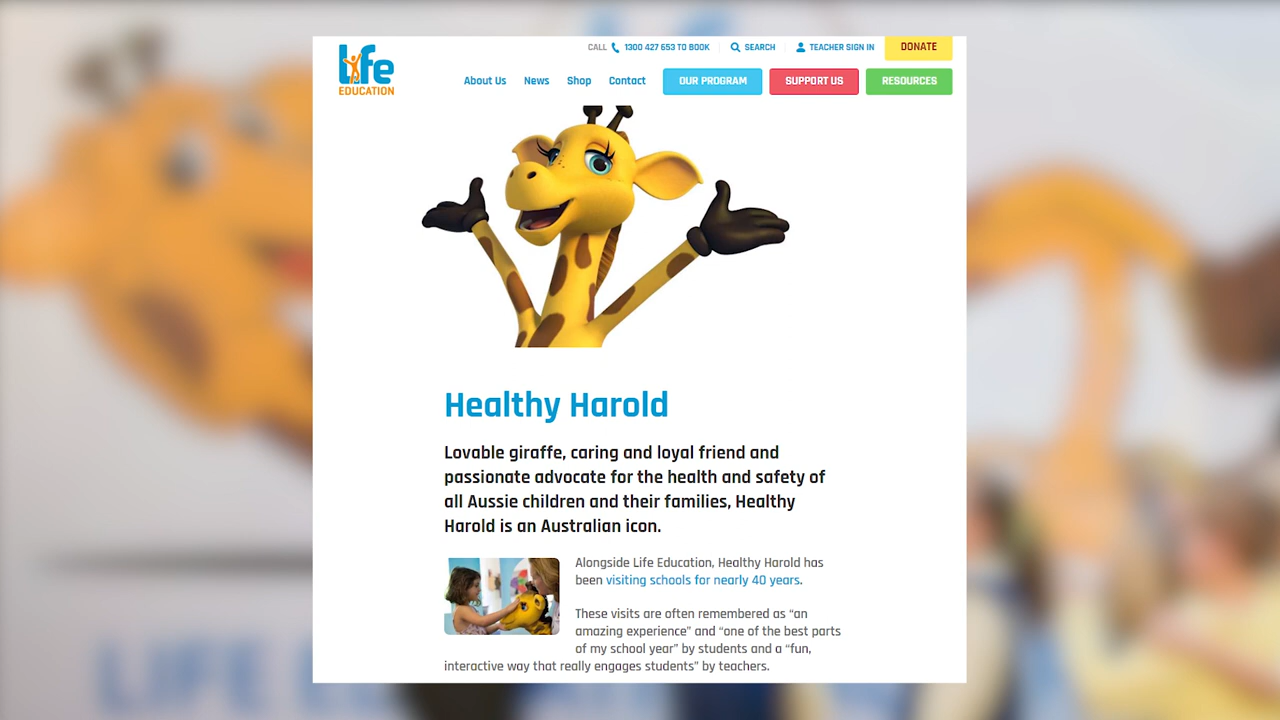 Life
EDUCATION
CALL 1300 427 653 TO BOOK
SEARCH
TEACHER SIGN IN
DONATE
About Us
News
Shop
Contact
OUR PROGRAM
SUPPORT US
RESOURCES
Healthy Harold
Lovable giraffe, caring and loyal friend and
passionate advocate for the health and safety of
all Aussie children and their families, Healthy
Harold is an Australian icon.
Alongside Life Education, Healthy Harold has
been visiting schools for nearly 40 years.
These visits are often remembered as “an
amazing experience” and “one of the best parts
of my school year” by students and a “fun,
interactive way that really engages students” by teachers.
LIFE